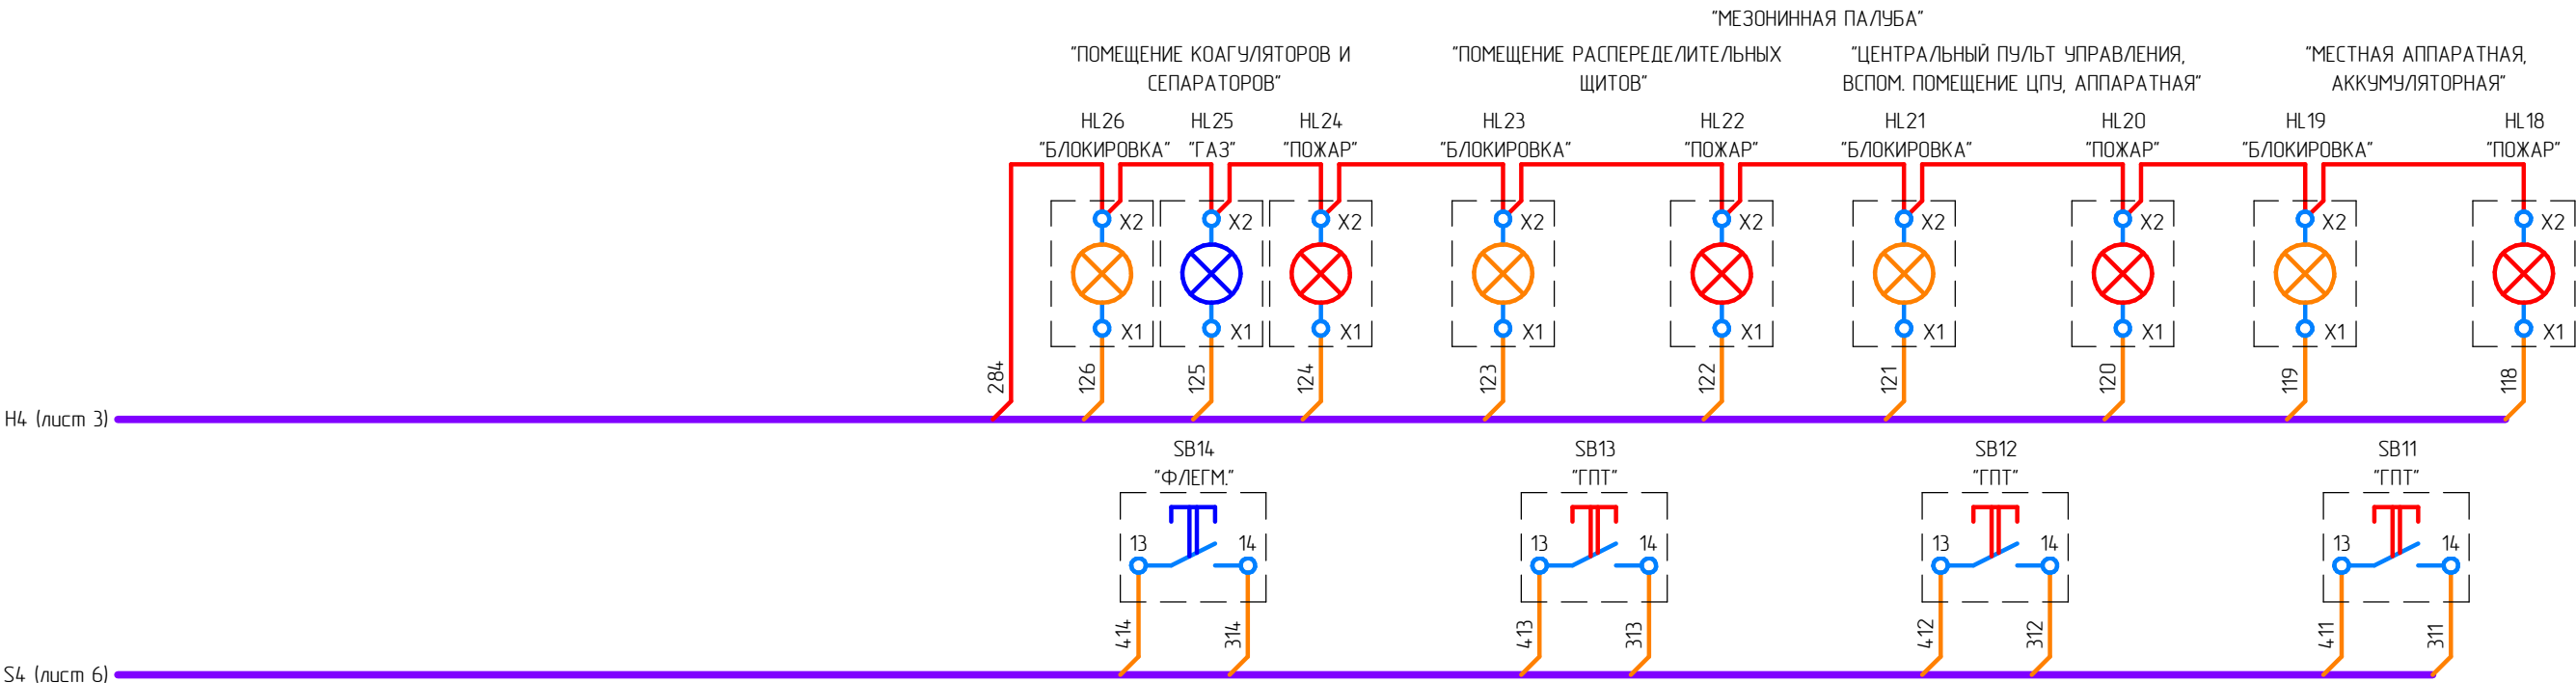 "МЕЗОНИННАЯ ПАЛУБА"
"ПОМЕЩЕНИЕ КОАГУЛЯТОРОВ И
СЕПАРАТОРОВ"
"ПОМЕЩЕНИЕ РАСПЕРЕДЕЛИТЕЛЬНЫХ
ЩИТОВ"
"ЦЕНТРАЛЬНЫЙ ПУЛЬТ УПРАВЛЕНИЯ,
ВСПОМ. ПОМЕЩЕНИЕ ЦПУ, АППАРАТНАЯ"
"МЕСТНАЯ АППАРАТНАЯ,
АККУМУЛЯТОРНАЯ"
HL26 HL25 HL24 HL23 HL22 HL21 HL20 HL19 HL18
"БЛОКИРОВКА" "ГАЗ" "ПОЖАР" "БЛОКИРОВКА" "ПОЖАР" "БЛОКИРОВКА" "ПОЖАР" "БЛОКИРОВКА" "ПОЖАР"
X2 X2 X2 X2 X2 X2 X2 X2 X2
X1 X1 X1 X1 X1 X1 X1 X1 X1
284 126 125 124 123 122 121 120 119 118
H4 (лист 3)
SB14 SB13 SB12 SB11
"ФЛЕГМ." "ГПТ" "ГПТ" "ГПТ"
13 14 13 14 13 14 13 14
414 314 413 313 412 312 411 311
S4 (лист 6)